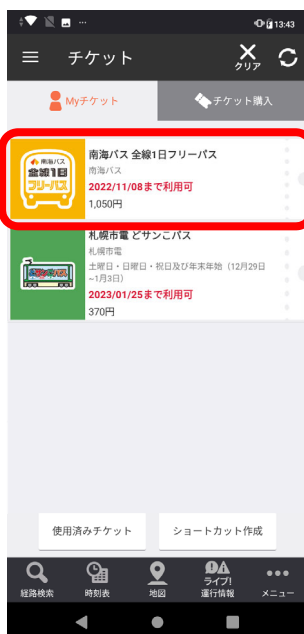 13:43
チケット
クリア
Myチケット
チケット購入
南海バス
全線1日
フリーパス
南海バス 全線1日フリーパス
南海バス
2022/11/08まで利用可
1,050円
札幌市電 どサンこパス
札幌市電
土曜日・日曜日・祝日及び年末年始（12月29日
~1月3日）
2023/01/25まで利用可
370円
使用済みチケット
ショートカット作成
経路検索
時刻表
地図
ライブ!
運行情報
メニュー